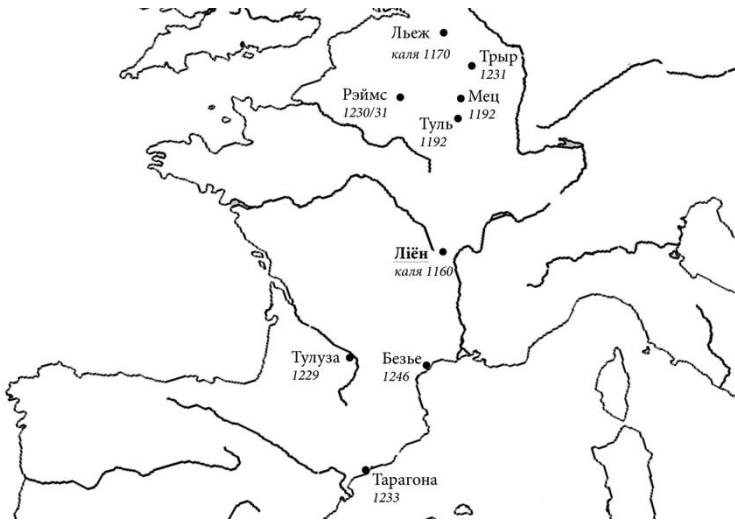 Льеж
каля 1170
Трыр
1231
Рэймс
1230/31
Мец
1192
Туль
1192
Ліён
каля 1160
Тулуза
1229
Безье
1246
Тарагона
1233